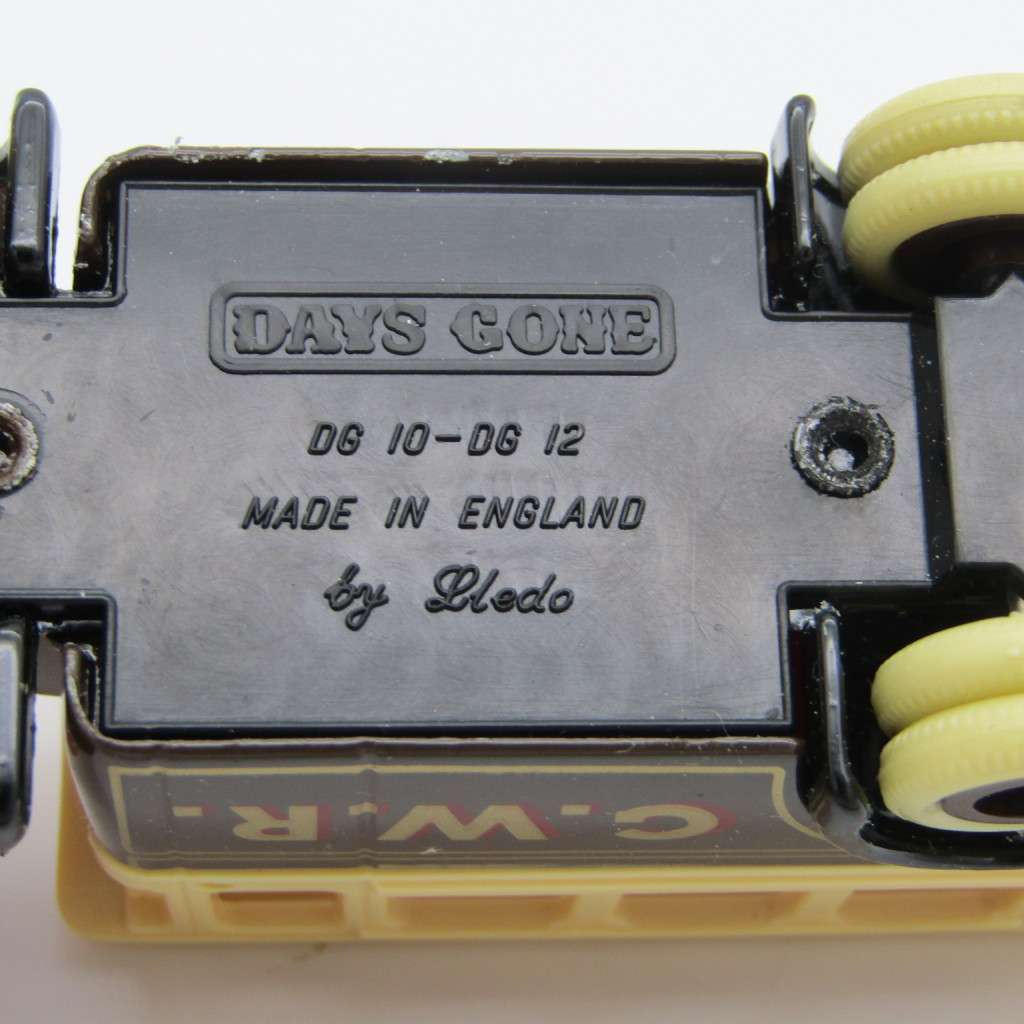 DAYS GONE
DG 10-DG 12
MADE IN ENGLAND
by Lledo
G.W.R.